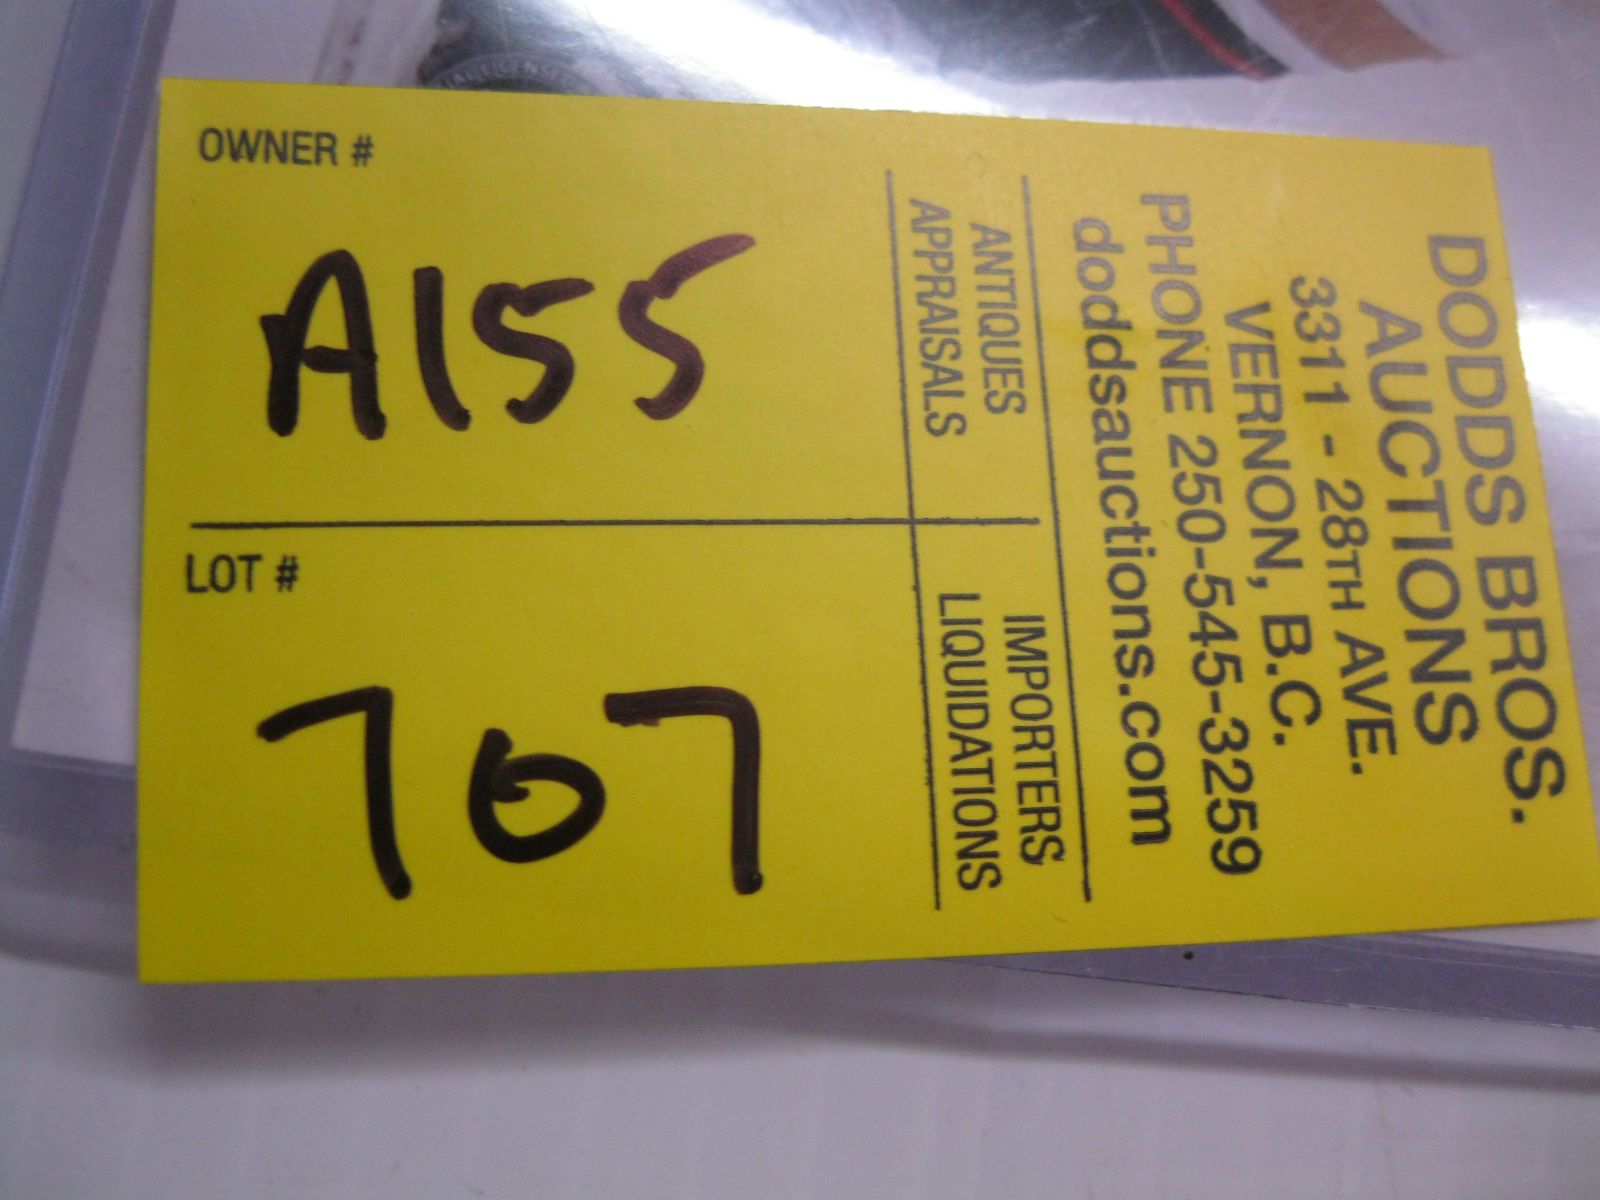 OWNER #
A155
LOT #
707
DODDS BROS.
AUCTIONS
3311 - 28TH AVE.
VERNON, B.C.
PHONE 250-545-3259
doddsauctions.com
ANTIQUES
APPRAISALS
IMPORTERS
LIQUIDATIONS